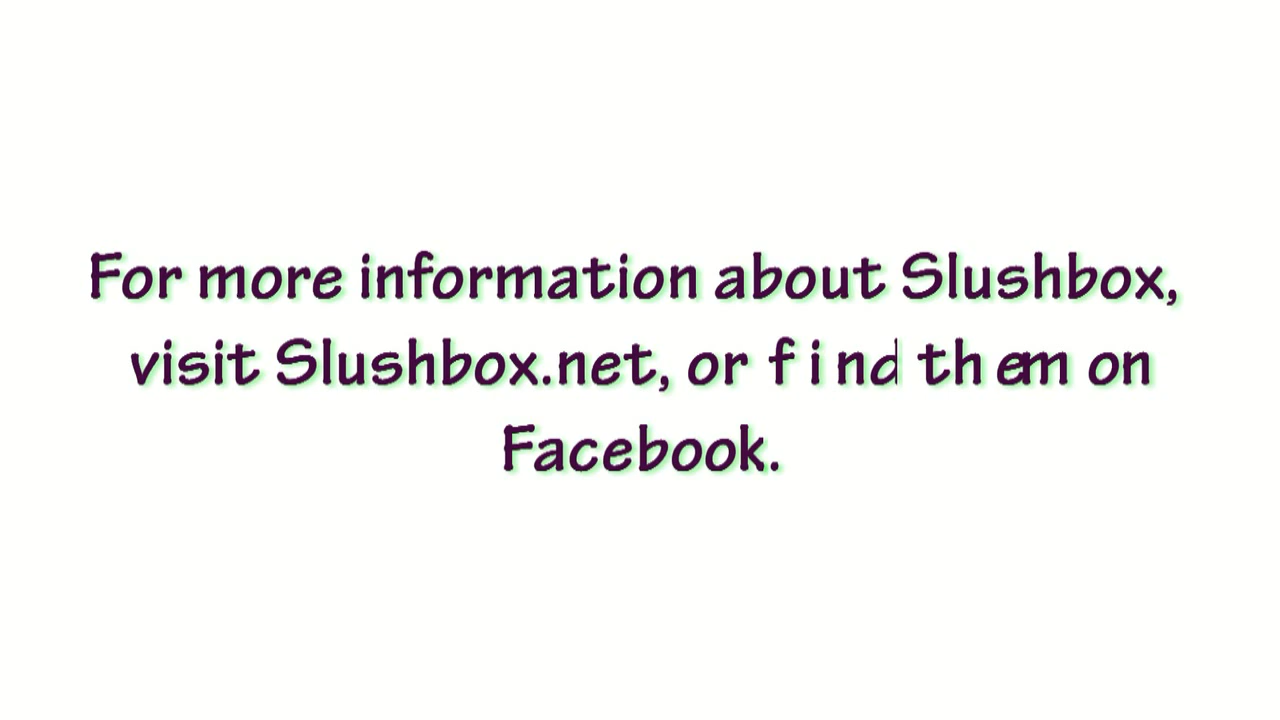 For more information about Slushbox,
visit Slushbox.net, or find them on
Facebook.